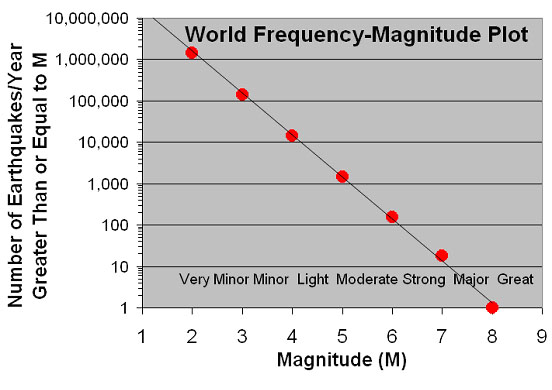 World Frequency-Magnitude Plot
Number of Earthquakes/Year
Greater Than or Equal to M
10,000,000
1,000,000
100,000
10,000
1,000
100
10
1
Very Minor Minor Light Moderate Strong Major Great
1 2 3 4 5 6 7 8 9
Magnitude (M)